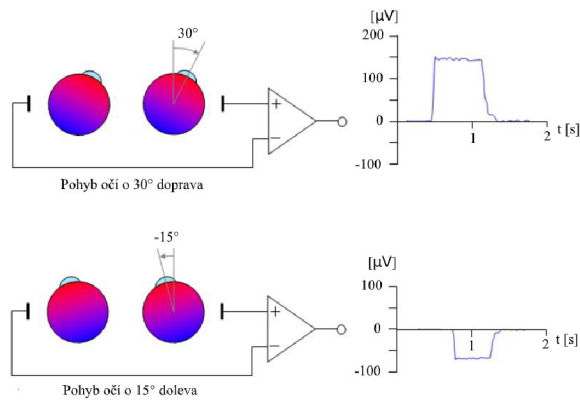 30°
[µV]
200
100
0
-100
1
2
t [s]
+
−
Pohyb očí o 30° doprava
-15°
[µV]
100
0
-100
1
2
t [s]
+
−
Pohyb očí o 15° doleva